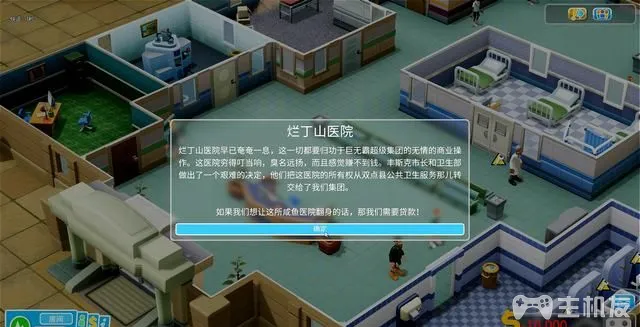 烂丁山医院
烂丁山医院早已奄奄一息，这一切都要归功于巨无霸超级集团的无情的商业
操作。这医院穷得叮当响，臭名远扬，而且感觉赚不到钱。丰斯克市长和卫生部
做出了一个艰难的决定，他们把这医院的所有权从双点县公共卫生服务那儿转
交给了我们集团。
如果我们想让这所咸鱼医院翻身的话，那我们需要贷款！
确定
房间
主机友